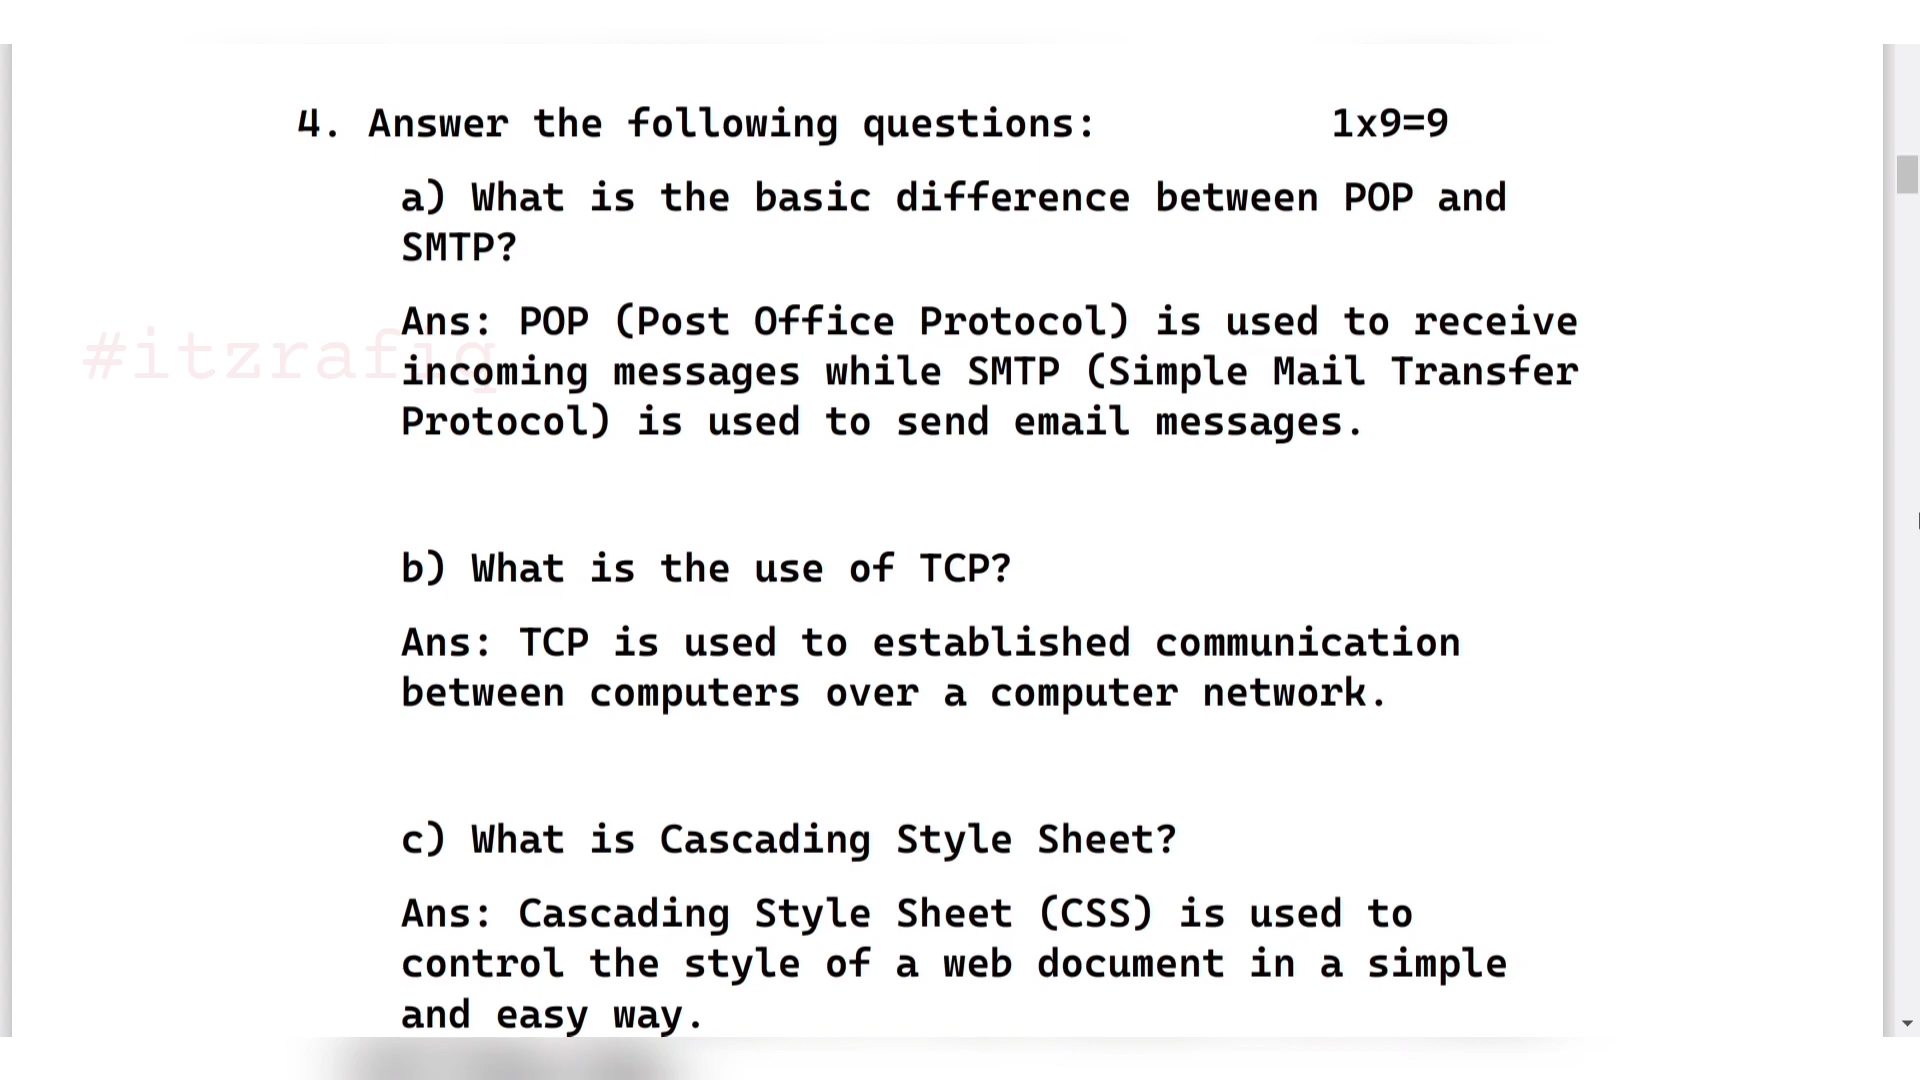 4. Answer the following questions: 1x9=9
a) What is the basic difference between POP and
SMTP?
Ans: POP (Post Office Protocol) is used to receive
#itzrafiq
incoming messages while SMTP (Simple Mail Transfer
Protocol) is used to send email messages.
b) What is the use of TCP?
Ans: TCP is used to established communication
between computers over a computer network.
c) What is Cascading Style Sheet?
Ans: Cascading Style Sheet (CSS) is used to
control the style of a web document in a simple
and easy way.